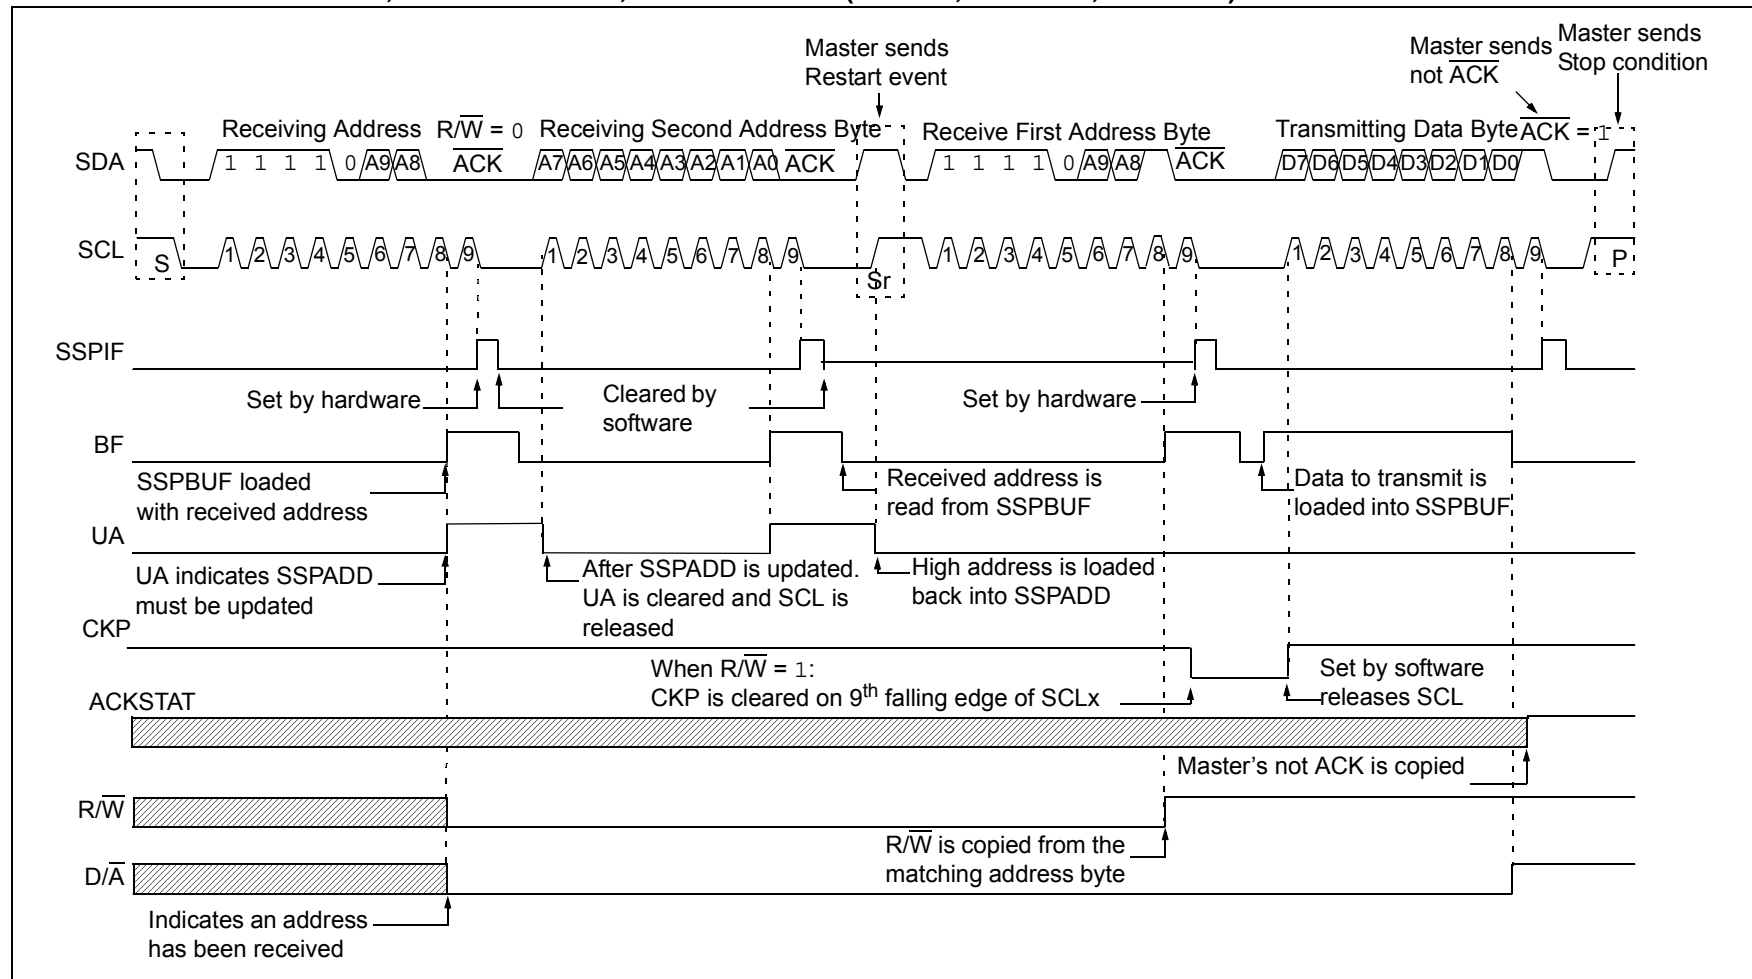 Master sends
Restart event
Master sends
not ACK
Master sends
Stop condition
Receiving Address R/W = 0 Receiving Second Address Byte Receive First Address Byte Transmitting Data Byte ACK = 1
SDA 1 1 1 1 0 A9 A8 ACK A7 A6 A5 A4 A3 A2 A1 A0 ACK 1 1 1 1 0 A9 A8 ACK D7 D6 D5 D4 D3 D2 D1 D0
SCL S 1 2 3 4 5 6 7 8 9 1 2 3 4 5 6 7 8 9 Sr 1 2 3 4 5 6 7 8 9 1 2 3 4 5 6 7 8 9 P
SSPIF
Set by hardware
Cleared by
software
Set by hardware
BF
SSPBUF loaded
with received address
Received address is
read from SSPBUF
Data to transmit is
loaded into SSPBUF
UA
UA indicates SSPADD
must be updated
After SSPADD is updated.
UA is cleared and SCL is
released
High address is loaded
back into SSPADD
CKP
When R/W = 1:
CKP is cleared on 9th falling edge of SCLx
Set by software
releases SCL
ACKSTAT
Master's not ACK is copied
R/W
R/W is copied from the
matching address byte
D/A
Indicates an address
has been received